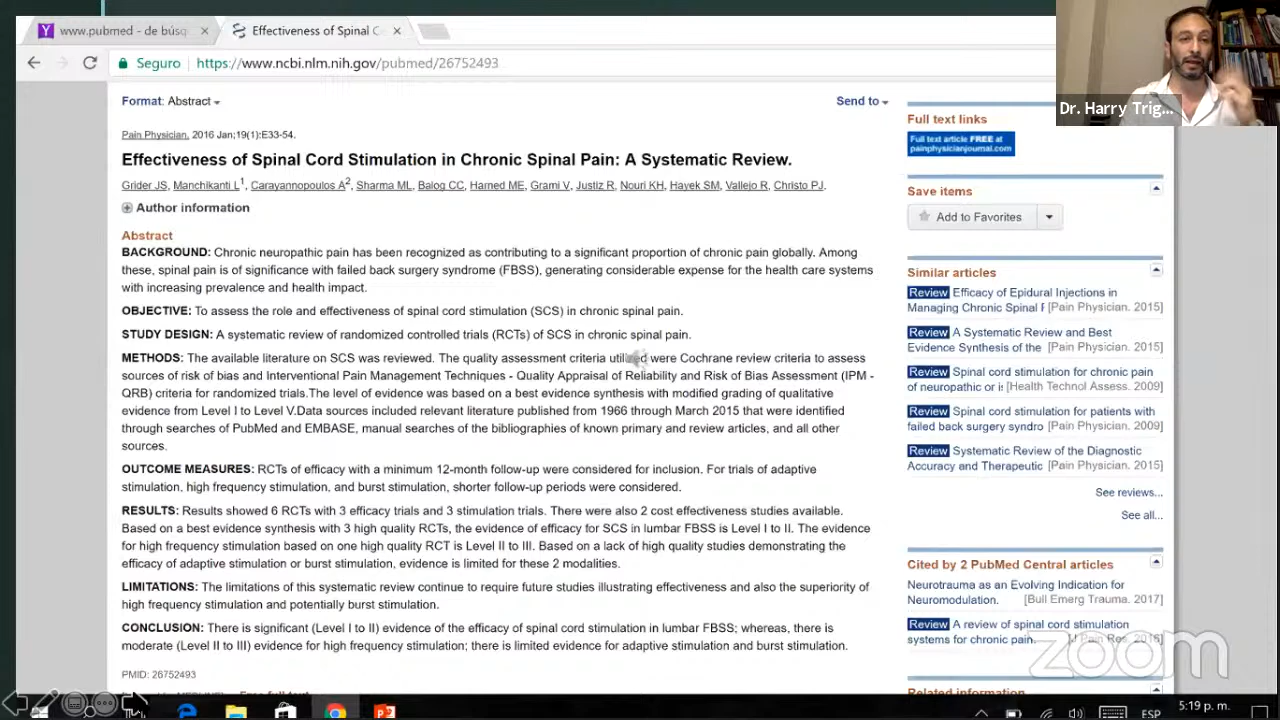 www.pubmed - de búsq
Effectiveness of Spinal C
Dr. Harry Trig...
Seguro
https://www.ncbi.nlm.nih.gov/pubmed/26752493
Format: Abstract
Send to
Pain Physician. 2016 Jan;19(1):E33-54.
Effectiveness of Spinal Cord Stimulation in Chronic Spinal Pain: A Systematic Review.
Grider JS, Manchikanti L1, Carayannopoulos A2, Sharma ML, Balog CC, Harned ME, Grami V, Justiz R, Nouri KH, Hayek SM, Vallejo R, Christo PJ.
Author information
Abstract
BACKGROUND: Chronic neuropathic pain has been recognized as contributing to a significant proportion of chronic pain globally. Among
these, spinal pain is of significance with failed back surgery syndrome (FBSS), generating considerable expense for the health care systems
with increasing prevalence and health impact.
OBJECTIVE: To assess the role and effectiveness of spinal cord stimulation (SCS) in chronic spinal pain.
STUDY DESIGN: A systematic review of randomized controlled trials (RCTs) of SCS in chronic spinal pain.
METHODS: The available literature on SCS was reviewed. The quality assessment criteria utilized were Cochrane review criteria to assess
sources of risk of bias and Interventional Pain Management Techniques - Quality Appraisal of Reliability and Risk of Bias Assessment (IPM -
QRB) criteria for randomized trials.The level of evidence was based on a best evidence synthesis with modified grading of qualitative
evidence from Level I to Level V.Data sources included relevant literature published from 1966 through March 2015 that were identified
through searches of PubMed and EMBASE, manual searches of the bibliographies of known primary and review articles, and all other
sources.
OUTCOME MEASURES: RCTs of efficacy with a minimum 12-month follow-up were considered for inclusion. For trials of adaptive
stimulation, high frequency stimulation, and burst stimulation, shorter follow-up periods were considered.
RESULTS: Results showed 6 RCTs with 3 efficacy trials and 3 stimulation trials. There were also 2 cost effectiveness studies available.
Based on a best evidence synthesis with 3 high quality RCTs, the evidence of efficacy for SCS in lumbar FBSS is Level I to II. The evidence
for high frequency stimulation based on one high quality RCT is Level II to III. Based on a lack of high quality studies demonstrating the
efficacy of adaptive stimulation or burst stimulation, evidence is limited for these 2 modalities.
LIMITATIONS: The limitations of this systematic review continue to require future studies illustrating effectiveness and also the superiority of
high frequency stimulation and potentially burst stimulation.
CONCLUSION: There is significant (Level I to II) evidence of the efficacy of spinal cord stimulation in lumbar FBSS; whereas, there is
moderate (Level II to III) evidence for high frequency stimulation; there is limited evidence for adaptive stimulation and burst stimulation.
PMID: 26752493
Full text links
Full text article FREE at
painphysicianjournal.com
Save items
Add to Favorites
Similar articles
Review Efficacy of Epidural Injections in
Managing Chronic Spinal [Pain Physician. 2015]
Review A Systematic Review and Best
Evidence Synthesis of the [Pain Physician. 2015]
Review Spinal cord stimulation for chronic pain
of neuropathic or i [Health Technol Assess. 2009]
Review Spinal cord stimulation for patients with
failed back surgery syndro [Pain Physician. 2009]
Review Systematic Review of the Diagnostic
Accuracy and Therapeutic [Pain Physician. 2015]
See reviews...
See all...
Cited by 2 PubMed Central articles
Neurotrauma as an Evolving Indication for
Neuromodulation. [Bull Emerg Trauma. 2017]
Review A review of spinal cord stimulation
systems for chronic pain. [J Pain Res. 2016]
zoom
Related information
ESP
5:19 p. m.